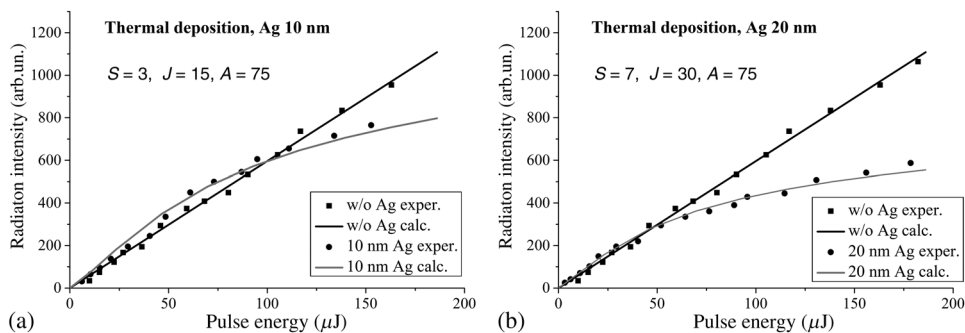 Thermal deposition, Ag 10 nm
S = 3, J = 15, A = 75
Radiaton intensity (arb.un.)
1200
1000
800
600
400
200
0
w/o Ag exper.
w/o Ag calc.
10 nm Ag exper.
10 nm Ag calc.
0 50 100 150 200
Pulse energy (μJ)
(a)
Thermal deposition, Ag 20 nm
S = 7, J = 30, A = 75
Radiaton intensity (arb.un.)
1200
1000
800
600
400
200
0
w/o Ag exper.
w/o Ag calc.
20 nm Ag exper.
20 nm Ag calc.
0 50 100 150 200
Pulse energy (μJ)
(b)